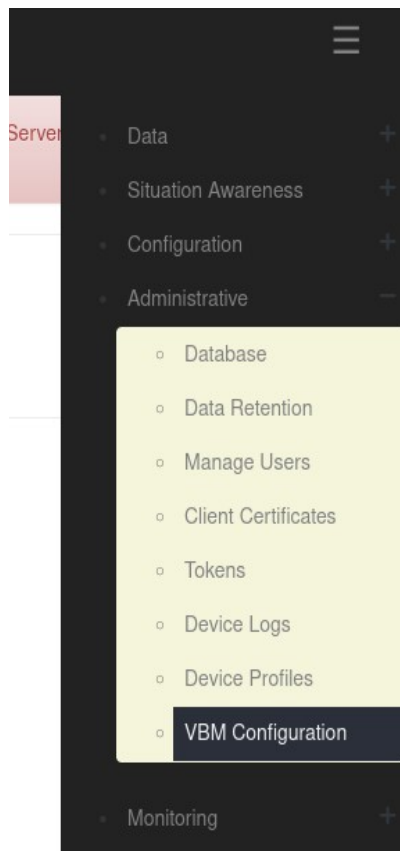 Server
Data
Situation Awareness
Configuration
Administrative
Database
Data Retention
Manage Users
Client Certificates
Tokens
Device Logs
Device Profiles
VBM Configuration
Monitoring